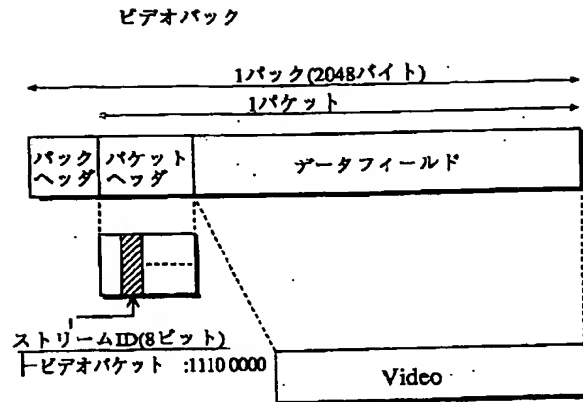 ビデオパック
1パック(2048バイト)
1パケット
パック
ヘッダ
パケット
ヘッダ
データフィールド
ストリームID(8ビット)
ビデオパケット :1110 0000
Video